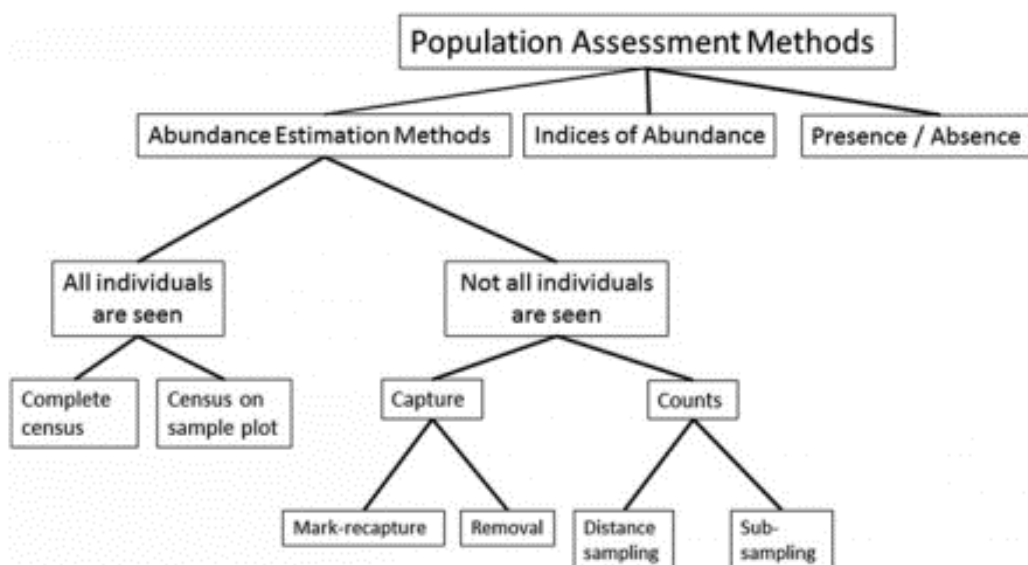 Population Assessment Methods
Abundance Estimation Methods
Indices of Abundance
Presence / Absence
All individuals
are seen
Not all individuals
are seen
Complete
census
Census on
sample plot
Capture
Counts
Mark-recapture
Removal
Distance
sampling
Sub-
sampling